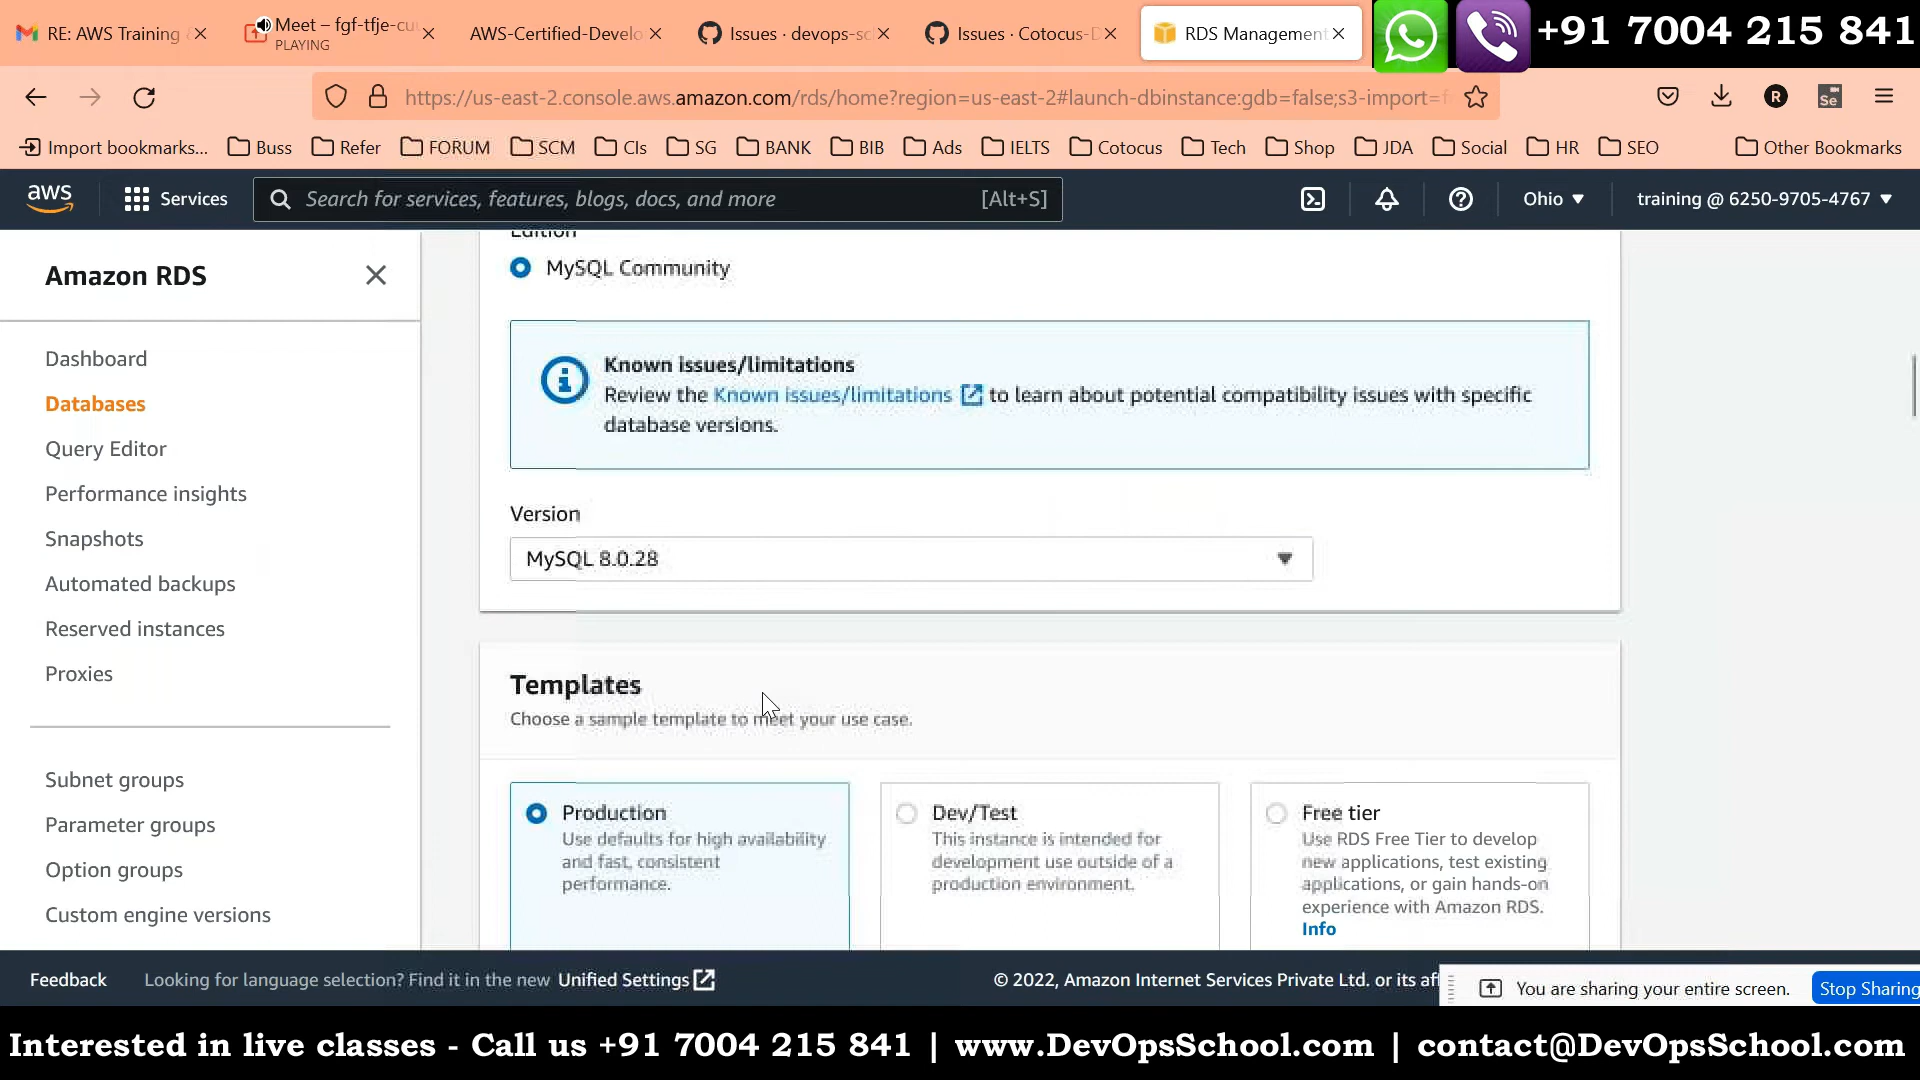 RE: AWS Training
Meet – fgf-tfje-cu
PLAYING
AWS-Certified-Develo
Issues · devops-sc
Issues · Cotocus-D
RDS Management
+91 7004 215 841
https://us-east-2.console.aws.amazon.com/rds/home?region=us-east-2#launch-dbinstance:gdb=false;s3-import=f
R
Se
Import bookmarks...
Buss
Refer
FORUM
SCM
CIs
SG
BANK
BIB
Ads
IELTS
Cotocus
Tech
Shop
JDA
Social
HR
SEO
Other Bookmarks
aws
Services
Search for services, features, blogs, docs, and more
[Alt+S]
Ohio
training @ 6250-9705-4767
Amazon RDS
Dashboard
Databases
Query Editor
Performance insights
Snapshots
Automated backups
Reserved instances
Proxies
Subnet groups
Parameter groups
Option groups
Custom engine versions
Edition
MySQL Community
Known issues/limitations
Review the Known issues/limitations to learn about potential compatibility issues with specific
database versions.
Version
MySQL 8.0.28
Templates
Choose a sample template to meet your use case.
Production
Use defaults for high availability
and fast, consistent
performance.
Dev/Test
This instance is intended for
development use outside of a
production environment.
Free tier
Use RDS Free Tier to develop
new applications, test existing
applications, or gain hands-on
experience with Amazon RDS.
Info
Feedback
Looking for language selection? Find it in the new Unified Settings
© 2022, Amazon Internet Services Private Ltd. or its aff
You are sharing your entire screen.
Stop Sharing
Interested in live classes - Call us +91 7004 215 841 | www.DevOpsSchool.com | contact@DevOpsSchool.com